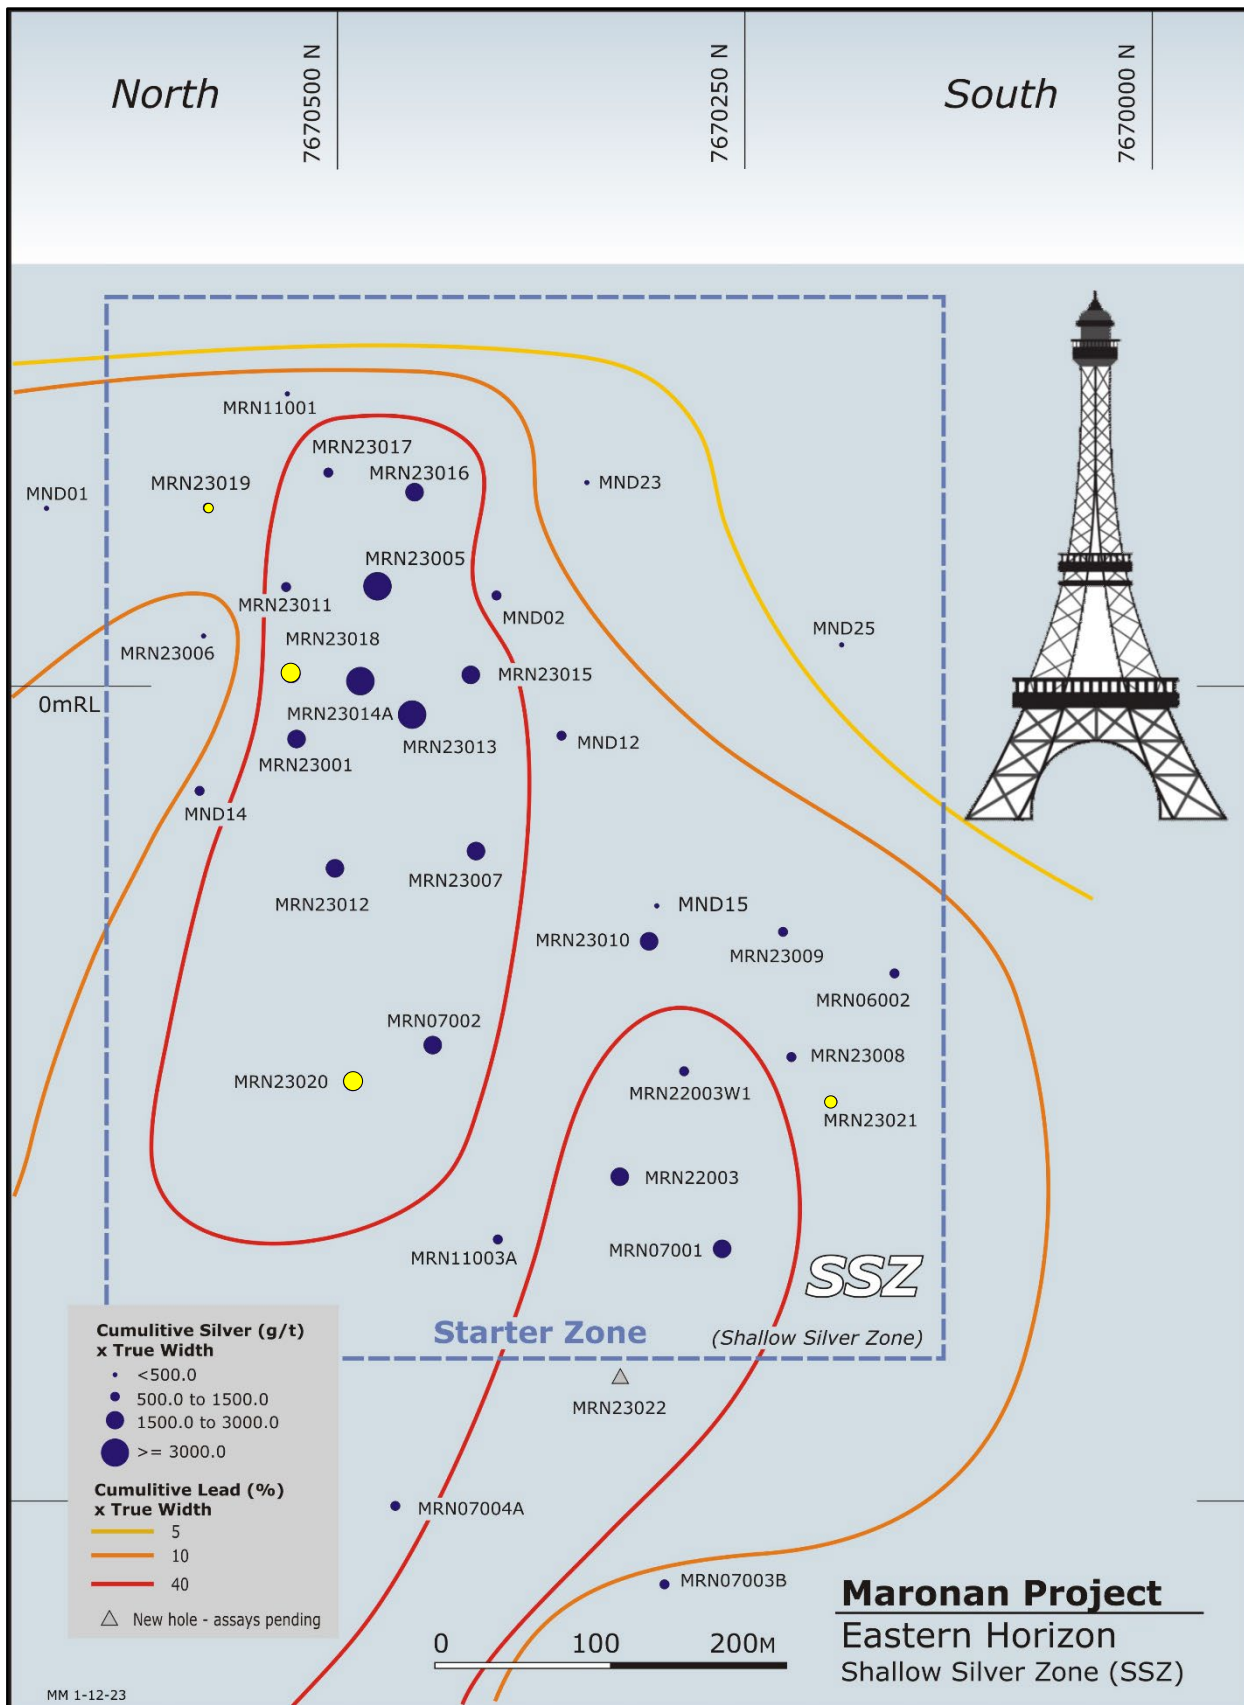 North
7670500 N
7670250 N
South
7670000 N
MRN11001
MRN23017
MRN23016
MND01
MRN23019
MND23
MRN23005
MRN23011
MND02
MRN23006
MRN23018
MRN23015
MND25
0mRL
MRN23014A
MRN23013
MND12
MRN23001
MND14
MRN23012
MRN23007
MND15
MRN23010
MRN23009
MRN06002
MRN07002
MRN23008
MRN23020
MRN22003W1
MRN23021
MRN22003
MRN11003A
MRN07001
SSZ
Starter Zone
(Shallow Silver Zone)
MRN23022
Cumulitive Silver (g/t)
x True Width
<500.0
500.0 to 1500.0
1500.0 to 3000.0
>= 3000.0
Cumulitive Lead (%)
x True Width
5
10
40
New hole - assays pending
MRN07004A
MRN07003B
0 100 200M
Maronan Project
Eastern Horizon
Shallow Silver Zone (SSZ)
MM 1-12-23